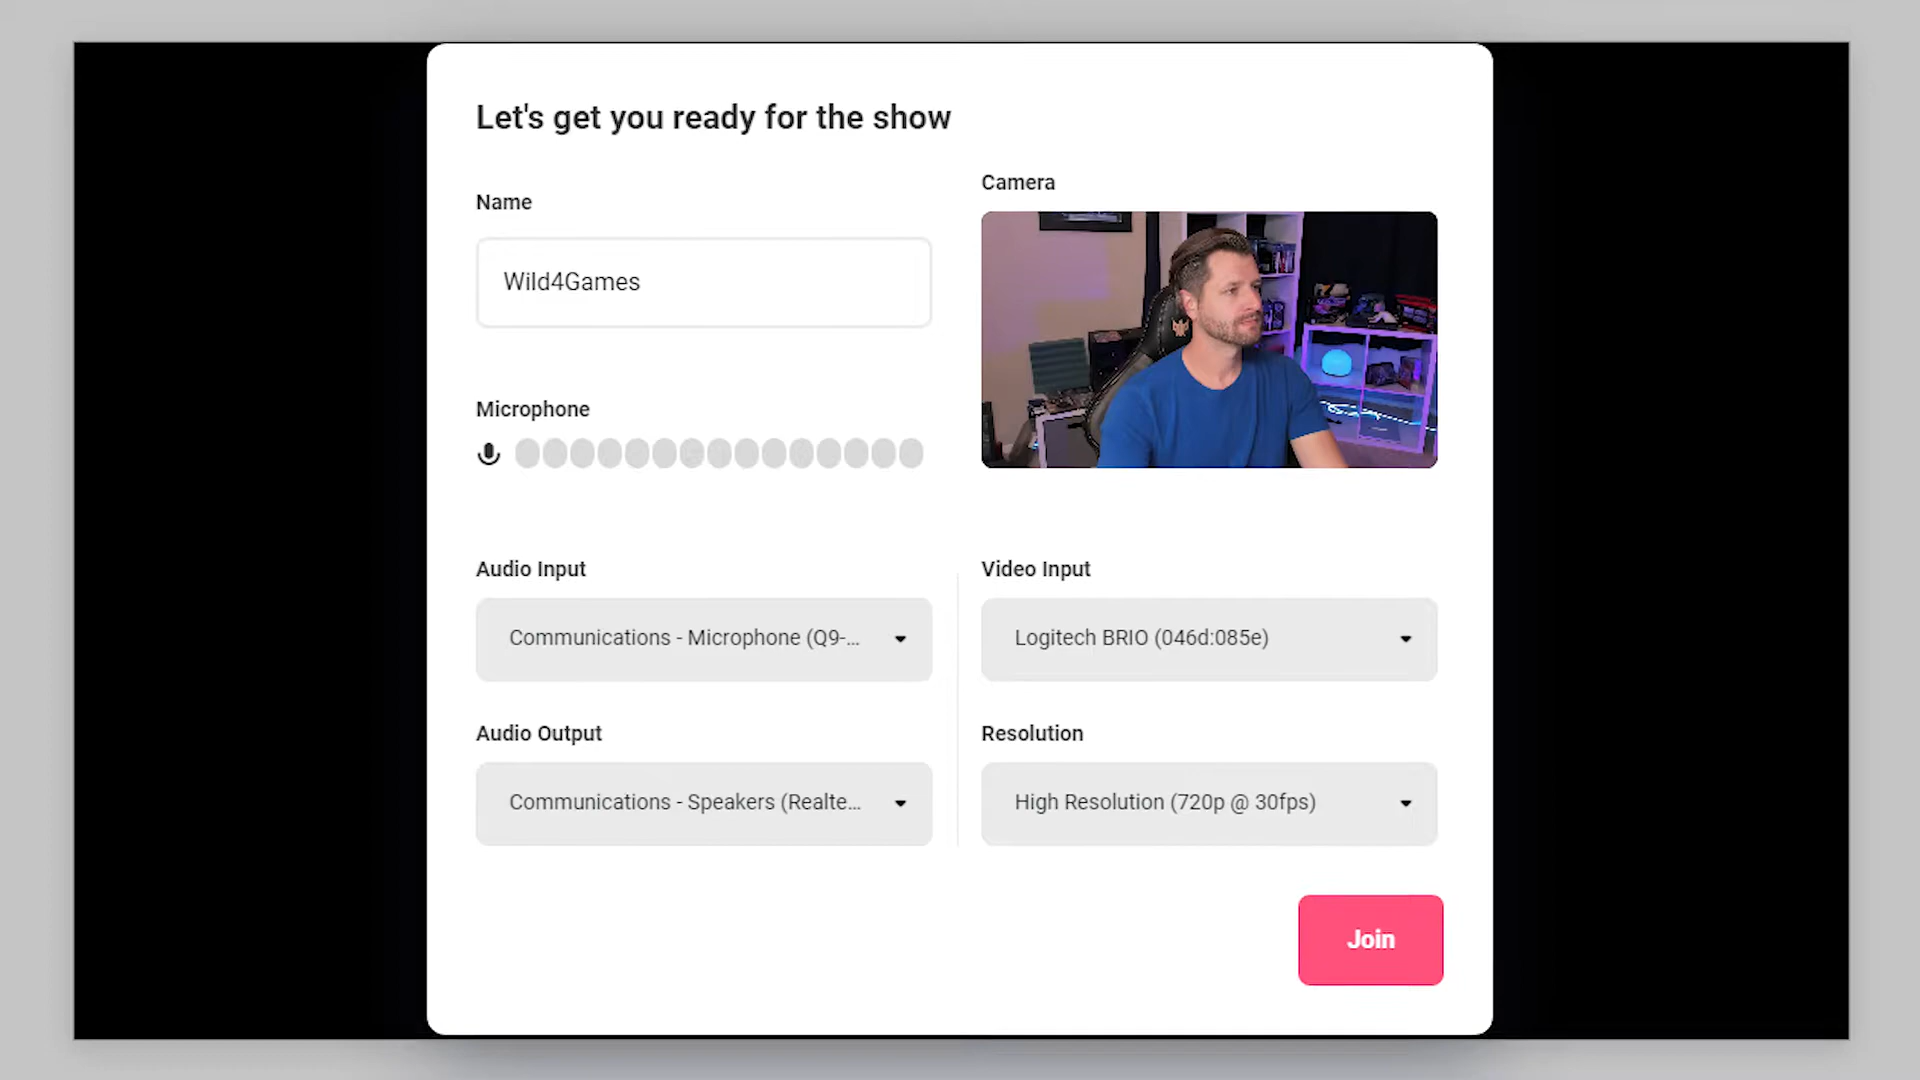 Let's get you ready for the show
Name
Wild4Games
Microphone
Camera
Audio Input
Communications - Microphone (Q9-...
Audio Output
Communications - Speakers (Realte...
Video Input
Logitech BRIO (046d:085e)
Resolution
High Resolution (720p @ 30fps)
Join